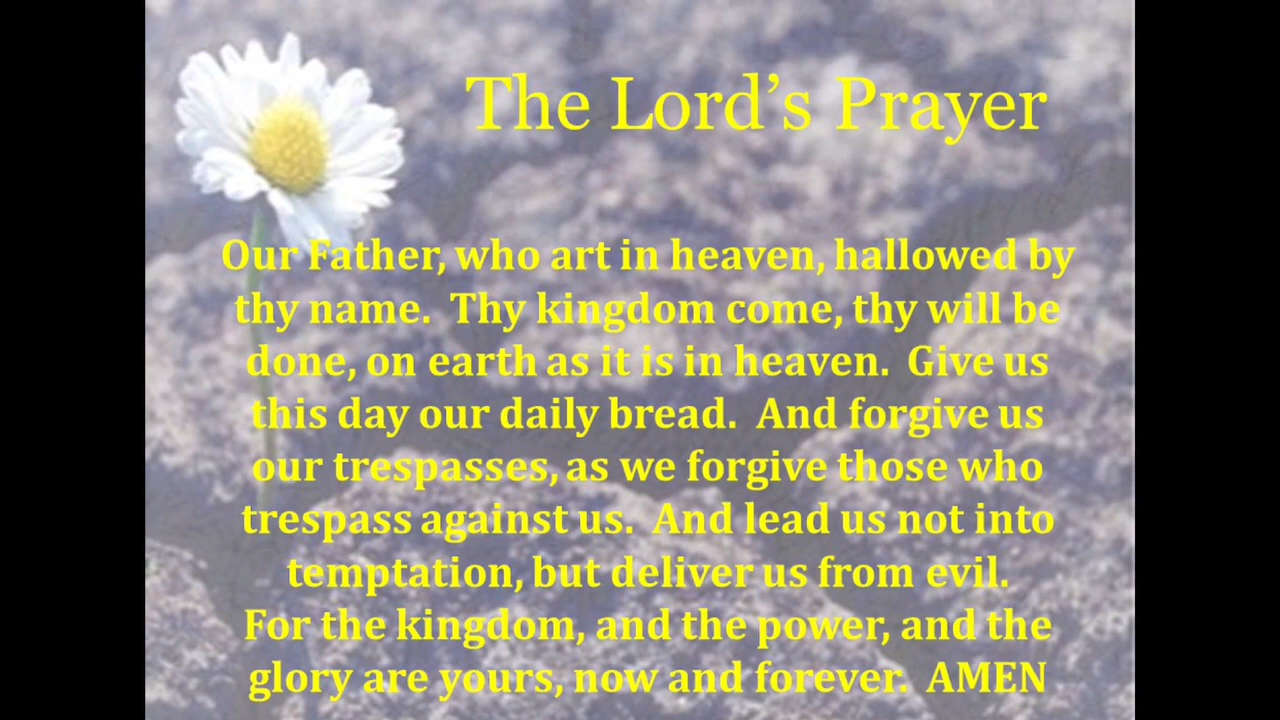 The Lord’s Prayer
Our Father, who art in heaven, hallowed by
thy name.  Thy kingdom come, thy will be
done, on earth as it is in heaven.  Give us
this day our daily bread.  And forgive us
our trespasses, as we forgive those who
trespass against us.  And lead us not into
temptation, but deliver us from evil.
For the kingdom, and the power, and the
glory are yours, now and forever.  AMEN